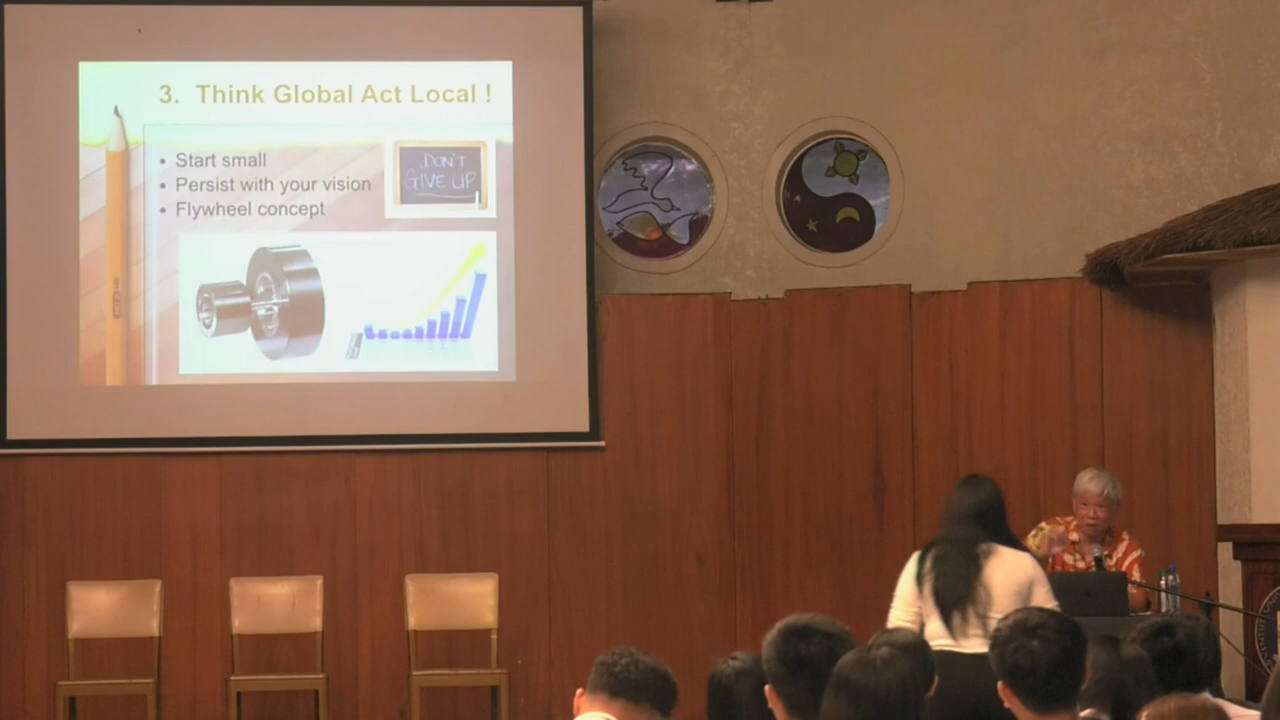 3. Think Global Act Local !
• Start small
• Persist with your vision
• Flywheel concept
DON'T
GIVE UP